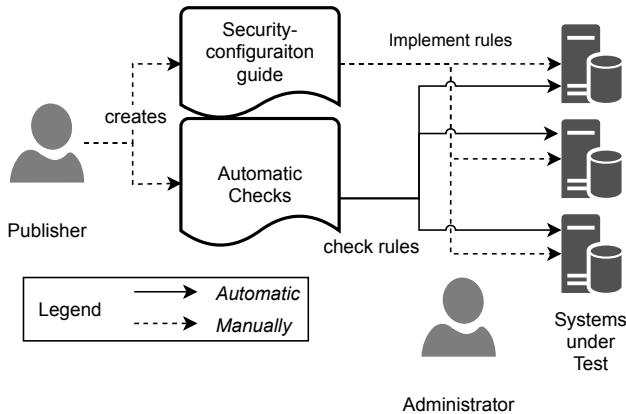 Security-
configuraiton
guide
Implement rules
creates
Automatic
Checks
Publisher
check rules
Legend
Automatic
Manually
Systems
under
Test
Administrator